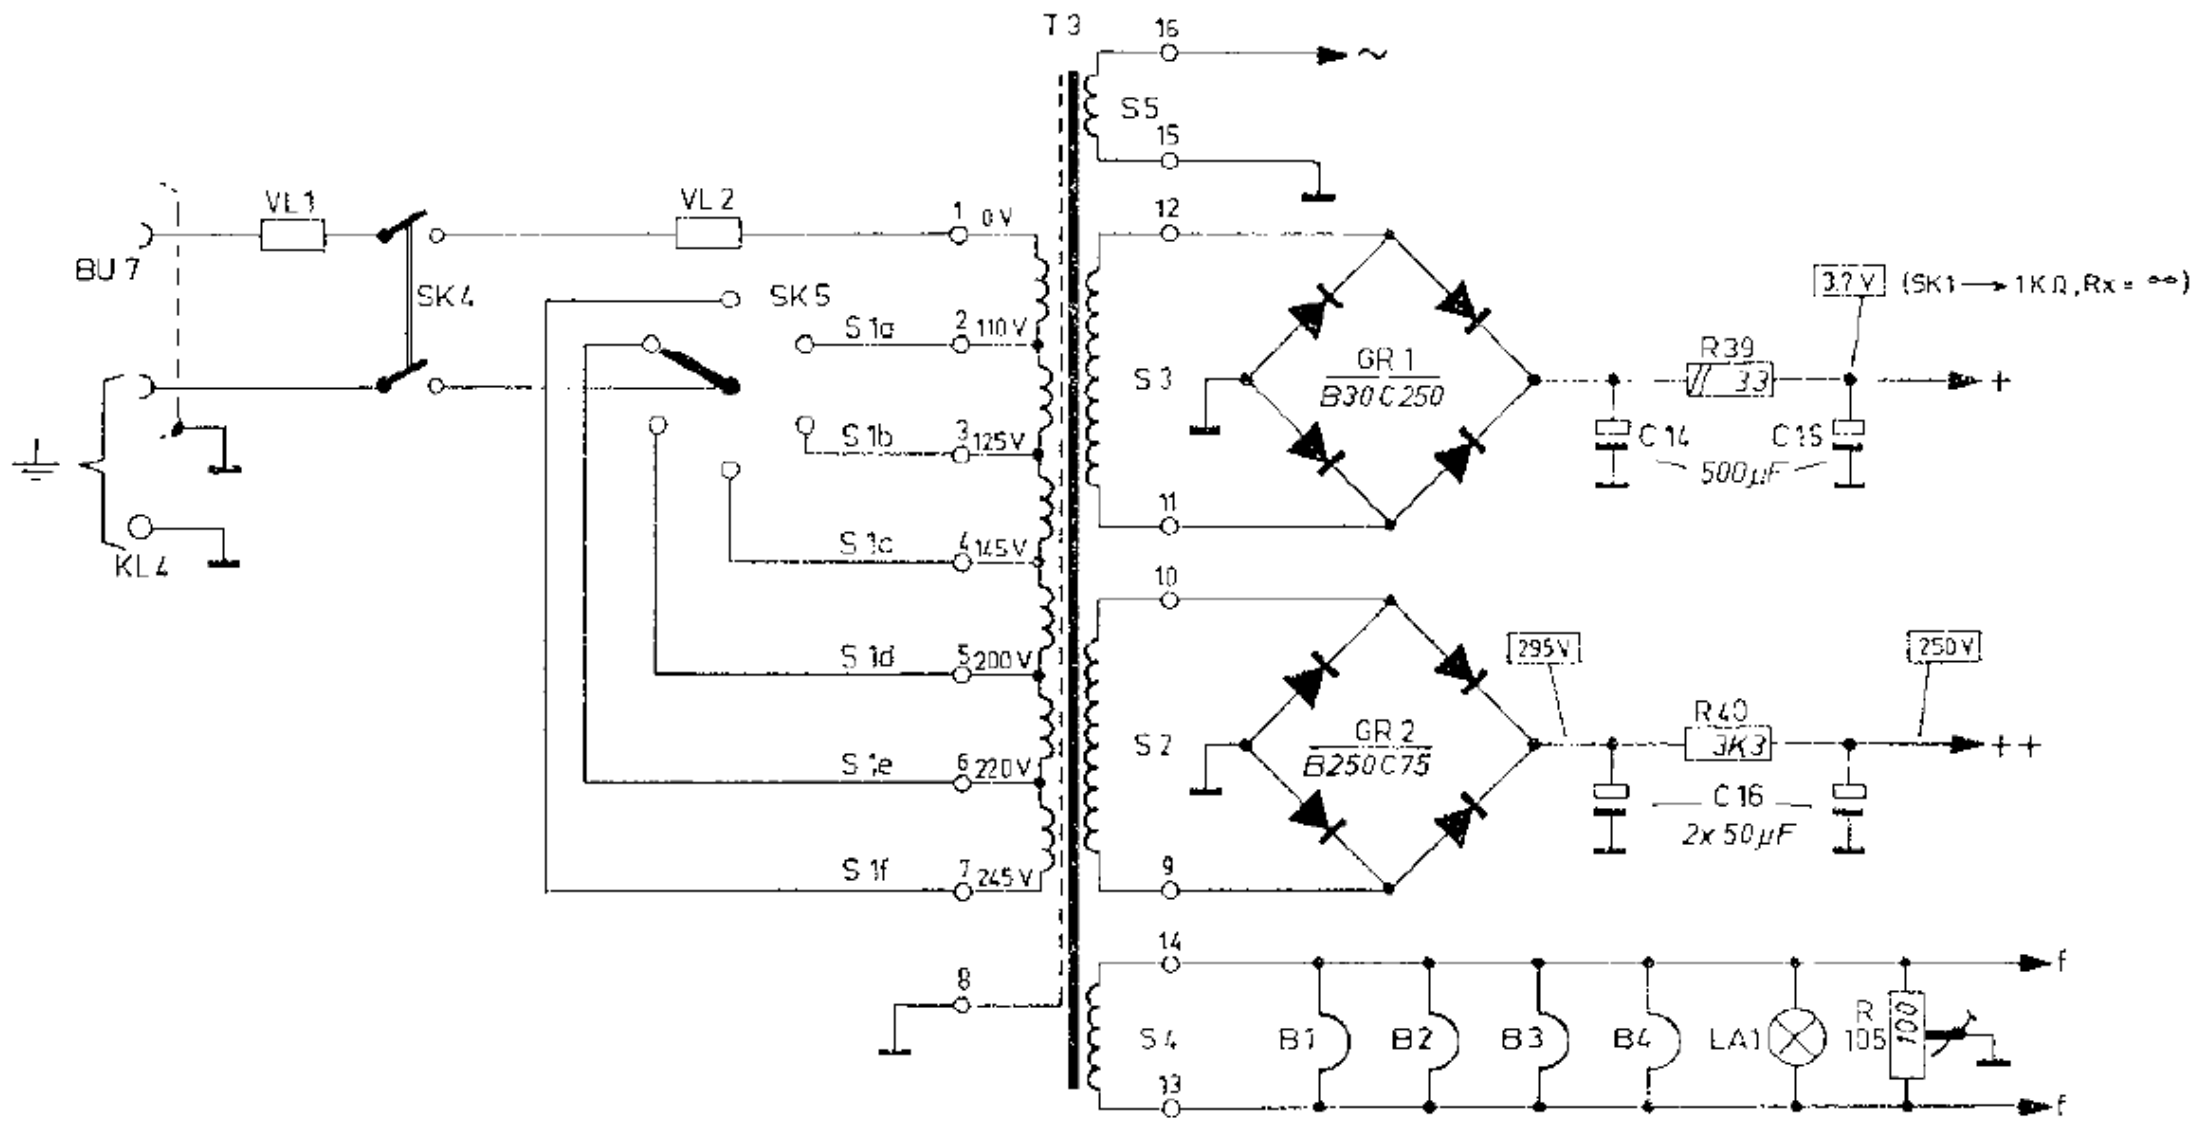 T3
16
~
S5
15
VL1
VL2
1 0V
12
BU7
SK4
SK5
3.7V (SK1 → 1KΩ, Rx = ∞)
S1a 2 110V
S3
GR1
B30C250
R39
33
+
S1b 3 125V
C14
C15
500µF
11
S1c 4 145V
KL4
10
S1d 5 200V
295V
250V
R40
3K3
S2
GR2
B250C75
++
S1e 6 220V
C16
2x50µF
S1f 7 245V
9
14
f
8
S4
B1
B2
B3
B4
LA1
R
105
100
13
f